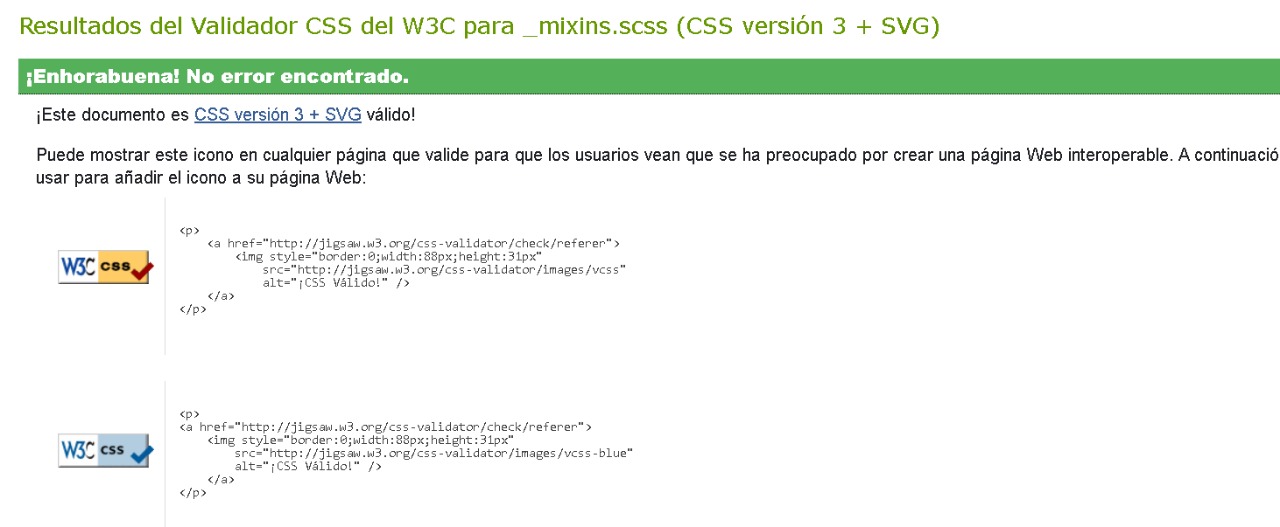 Resultados del Validador CSS del W3C para _mixins.scss (CSS versión 3 + SVG)
¡Enhorabuena! No error encontrado.
¡Este documento es CSS versión 3 + SVG válido!
Puede mostrar este icono en cualquier página que valide para que los usuarios vean que se ha preocupado por crear una página Web interoperable. A continuació
usar para añadir el icono a su página Web:
<p>
<a href="http://jigsaw.w3.org/css-validator/check/referer">
<img style="border:0;width:88px;height:31px"
W3C css
src="http://jigsaw.w3.org/css-validator/images/vcss"
alt="¡CSS Válido!" />
</a>
</p>
<p>
<a href="http://jigsaw.w3.org/css-validator/check/referer">
<img style="border:0;width:88px;height:31px"
W3C css
src="http://jigsaw.w3.org/css-validator/images/vcss-blue"
alt="¡CSS Válido!" />
</a>
</p>